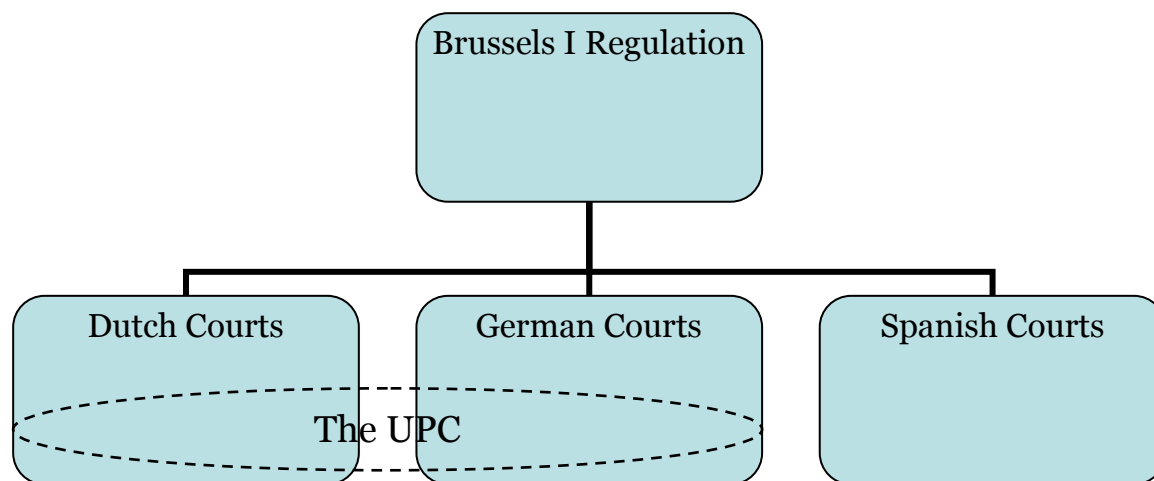 Brussels I Regulation
Dutch Courts
German Courts
Spanish Courts
The UPC